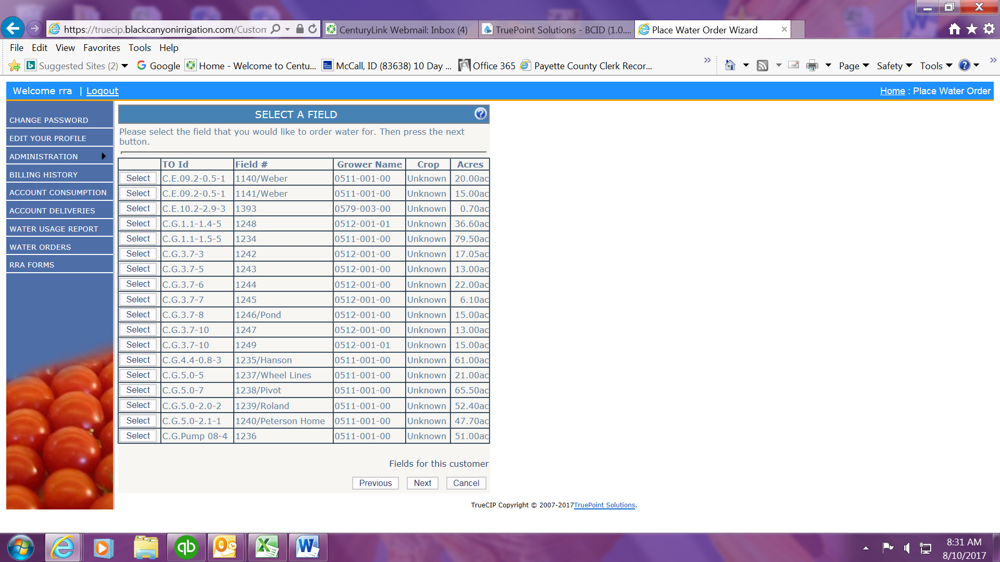 https://truecip.blackcanyonirrigation.com/Custom
CenturyLink Webmail: Inbox (4)
TruePoint Solutions - BCID (1.0....
Place Water Order Wizard
File Edit View Favorites Tools Help
Suggested Sites (2)
Google
Home - Welcome to Centu...
McCall, ID (83638) 10 Day ...
Office 365
Payette County Clerk Recor...
Page Safety Tools
Welcome rra | Logout
Home : Place Water Order
CHANGE PASSWORD
EDIT YOUR PROFILE
ADMINISTRATION
BILLING HISTORY
ACCOUNT CONSUMPTION
ACCOUNT DELIVERIES
WATER USAGE REPORT
WATER ORDERS
RRA FORMS
SELECT A FIELD
Please select the field that you would like to order water for. Then press the next
button.
TO Id Field # Grower Name Crop Acres
Select C.E.09.2-0.5-1 1140/Weber 0511-001-00 Unknown 20.00ac
Select C.E.09.2-0.5-1 1141/Weber 0511-001-00 Unknown 15.00ac
Select C.E.10.2-2.9-3 1393 0579-003-00 Unknown 0.70ac
Select C.G.1.1-1.4-5 1248 0512-001-01 Unknown 36.60ac
Select C.G.1.1-1.5-5 1234 0511-001-00 Unknown 79.50ac
Select C.G.3.7-3 1242 0512-001-00 Unknown 17.05ac
Select C.G.3.7-5 1243 0512-001-00 Unknown 13.00ac
Select C.G.3.7-6 1244 0512-001-00 Unknown 22.00ac
Select C.G.3.7-7 1245 0512-001-00 Unknown 6.10ac
Select C.G.3.7-8 1246/Pond 0512-001-00 Unknown 15.00ac
Select C.G.3.7-10 1247 0512-001-00 Unknown 13.00ac
Select C.G.3.7-10 1249 0512-001-01 Unknown 15.00ac
Select C.G.4.4-0.8-3 1235/Hanson 0511-001-00 Unknown 61.00ac
Select C.G.5.0-5 1237/Wheel Lines 0511-001-00 Unknown 21.00ac
Select C.G.5.0-7 1238/Pivot 0511-001-00 Unknown 65.50ac
Select C.G.5.0-2.0-2 1239/Roland 0511-001-00 Unknown 52.40ac
Select C.G.5.0-2.1-1 1240/Peterson Home 0511-001-00 Unknown 47.70ac
Select C.G.Pump 08-4 1236 0511-001-00 Unknown 51.00ac
Fields for this customer
Previous Next Cancel
TrueCIP Copyright © 2007-2017TruePoint Solutions.
8:31 AM
8/10/2017